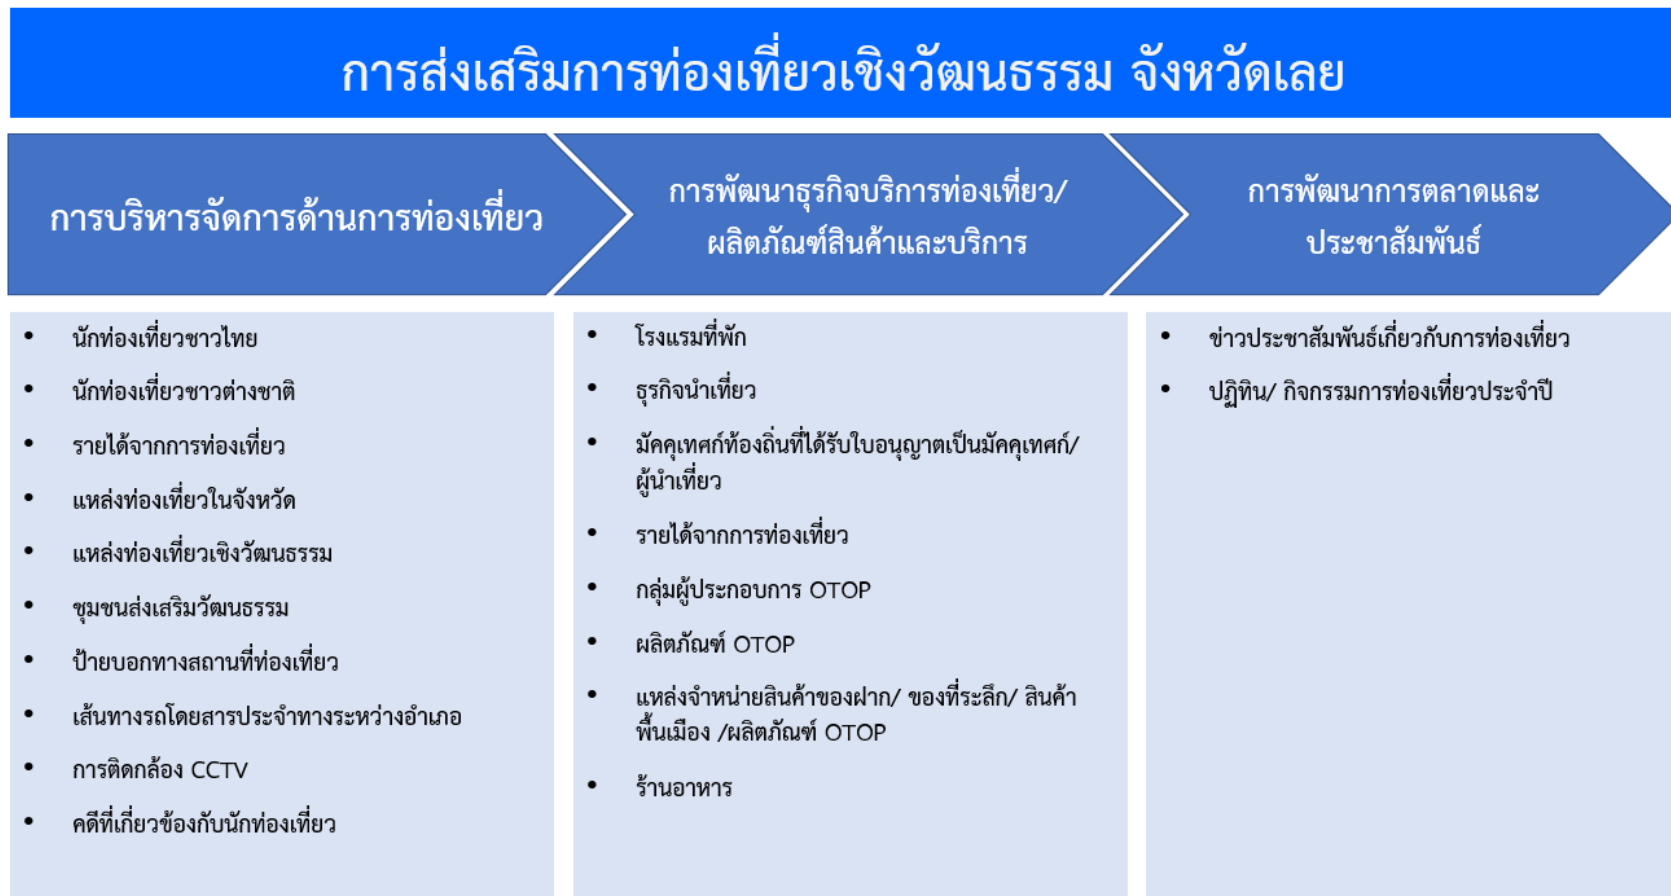 การส่งเสริมการท่องเที่ยวเชิงวัฒนธรรม จังหวัดเลย
การบริหารจัดการด้านการท่องเที่ยว
การพัฒนาธุรกิจบริการท่องเที่ยว/
ผลิตภัณฑ์สินค้าและบริการ
การพัฒนาการตลาดและ
ประชาสัมพันธ์
• นักท่องเที่ยวชาวไทย
• นักท่องเที่ยวชาวต่างชาติ
• รายได้จากการท่องเที่ยว
• แหล่งท่องเที่ยวในจังหวัด
• แหล่งท่องเที่ยวเชิงวัฒนธรรม
• ชุมชนส่งเสริมวัฒนธรรม
• ป้ายบอกทางสถานที่ท่องเที่ยว
• เส้นทางรถโดยสารประจำทางระหว่างอำเภอ
• การติดกล้อง CCTV
• คดีที่เกี่ยวข้องกับนักท่องเที่ยว
• โรงแรมที่พัก
• ธุรกิจนำเที่ยว
• มัคคุเทศก์ท้องถิ่นที่ได้รับใบอนุญาตเป็นมัคคุเทศก์/
ผู้นำเที่ยว
• รายได้จากการท่องเที่ยว
• กลุ่มผู้ประกอบการ OTOP
• ผลิตภัณฑ์ OTOP
• แหล่งจำหน่ายสินค้าของฝาก/ ของที่ระลึก/ สินค้า
พื้นเมือง /ผลิตภัณฑ์ OTOP
• ร้านอาหาร
• ข่าวประชาสัมพันธ์เกี่ยวกับการท่องเที่ยว
• ปฏิทิน/ กิจกรรมการท่องเที่ยวประจำปี